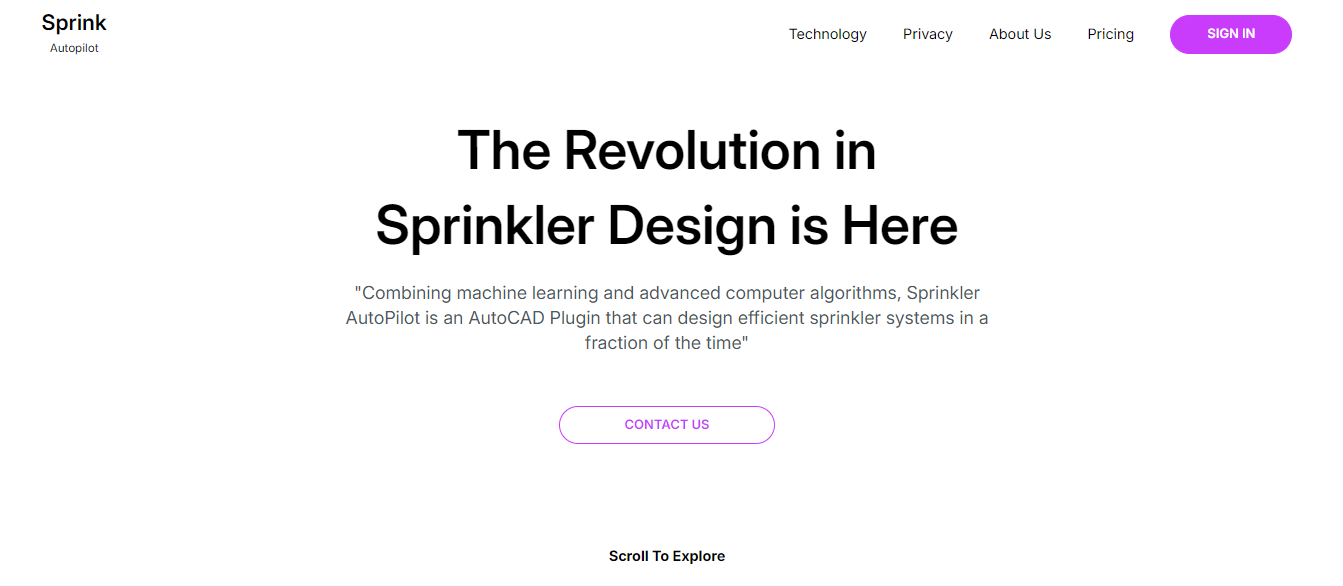 Sprink
Autopilot
Technology
Privacy
About Us
Pricing
SIGN IN
The Revolution in
Sprinkler Design is Here
"Combining machine learning and advanced computer algorithms, Sprinkler
AutoPilot is an AutoCAD Plugin that can design efficient sprinkler systems in a
fraction of the time"
CONTACT US
Scroll To Explore